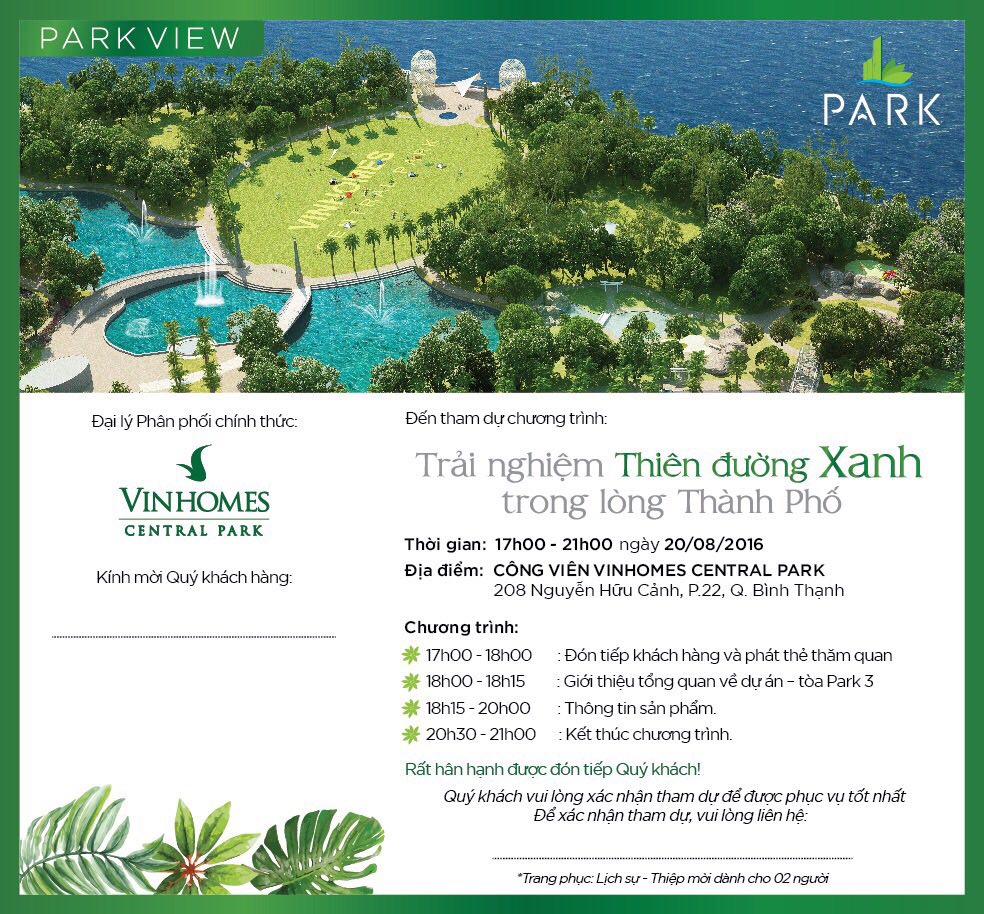 PARK VIEW
PARK
VINHOMES
CENTRAL PARK
Đại lý Phân phối chính thức:
VINHOMES
CENTRAL PARK
Kính mời Quý khách hàng:
Đến tham dự chương trình:
Trải nghiệm Thiên đường Xanh
trong lòng Thành Phố
Thời gian: 17h00 - 21h00 ngày 20/08/2016
Địa điểm: CÔNG VIÊN VINHOMES CENTRAL PARK
208 Nguyễn Hữu Cảnh, P.22, Q. Bình Thạnh
Chương trình:
17h00 - 18h00 : Đón tiếp khách hàng và phát thẻ thăm quan
18h00 - 18h15 : Giới thiệu tổng quan về dự án – tòa Park 3
18h15 - 20h00 : Thông tin sản phẩm.
20h30 - 21h00 : Kết thúc chương trình.
Rất hân hạnh được đón tiếp Quý khách!
Quý khách vui lòng xác nhận tham dự để được phục vụ tốt nhất
Để xác nhận tham dự, vui lòng liên hệ:
*Trang phục: Lịch sự - Thiệp mời dành cho 02 người